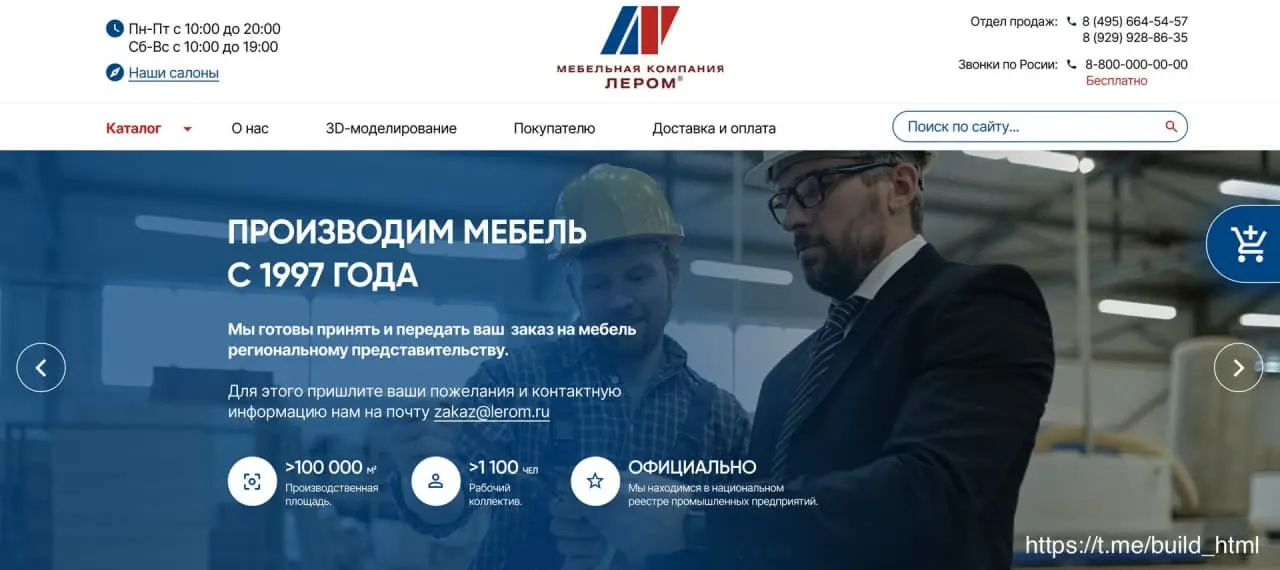 Пн-Пт с 10:00 до 20:00
Сб-Вс с 10:00 до 19:00
Наши салоны
МЕБЕЛЬНАЯ КОМПАНИЯ
ЛЕРОМ®
Отдел продаж: 8 (495) 664-54-57
8 (929) 928-86-35
Звонки по Росии: 8-800-000-00-00
Бесплатно
Каталог О нас 3D-моделирование Покупателю Доставка и оплата Поиск по сайту...
ПРОИЗВОДИМ МЕБЕЛЬ
С 1997 ГОДА
Мы готовы принять и передать ваш заказ на мебель
региональному представительству.
Для этого пришлите ваши пожелания и контактную
информацию нам на почту zakaz@lerom.ru
>100 000 м²
Производственная
площадь.
>1 100 чел
Рабочий
коллектив.
ОФИЦИАЛЬНО
Мы находимся в национальном
реестре промышленных предприятий.
https://t.me/build_html